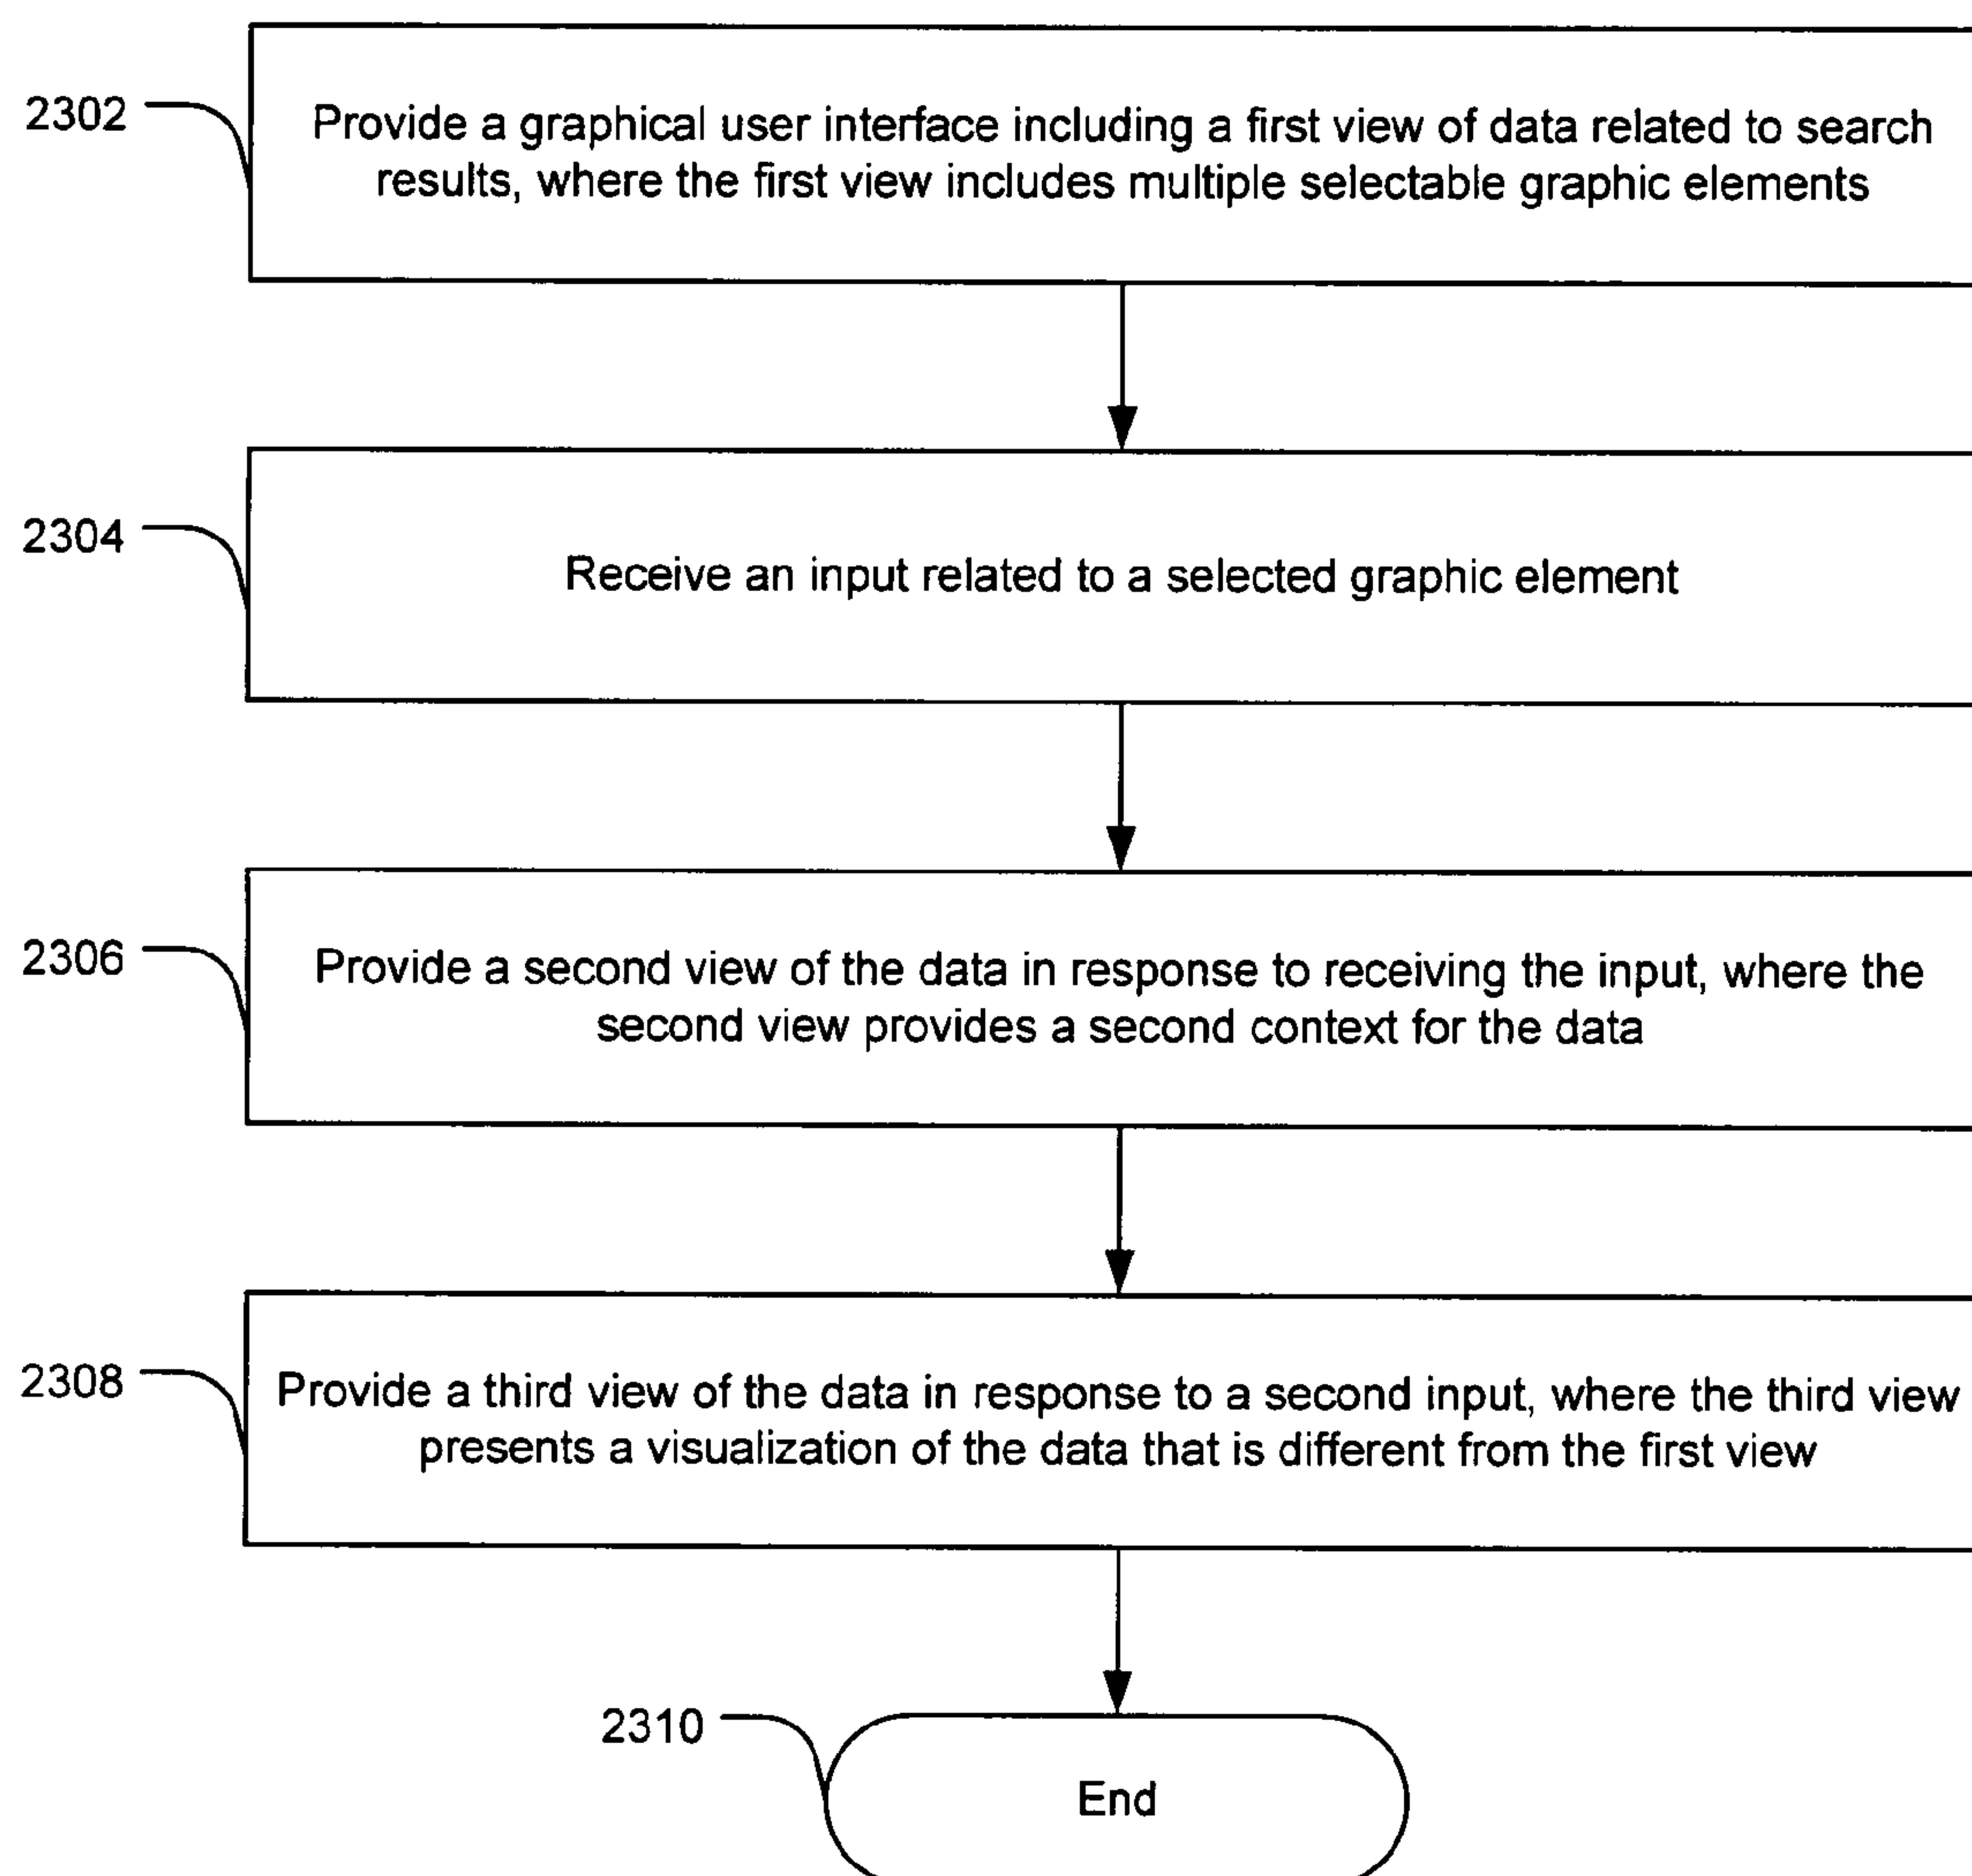 2302
Provide a graphical user interface including a first view of data related to search
results, where the first view includes multiple selectable graphic elements
2304
Receive an input related to a selected graphic element
2306
Provide a second view of the data in response to receiving the input, where the
second view provides a second context for the data
2308
Provide a third view of the data in response to a second input, where the third view
presents a visualization of the data that is different from the first view
2310
End